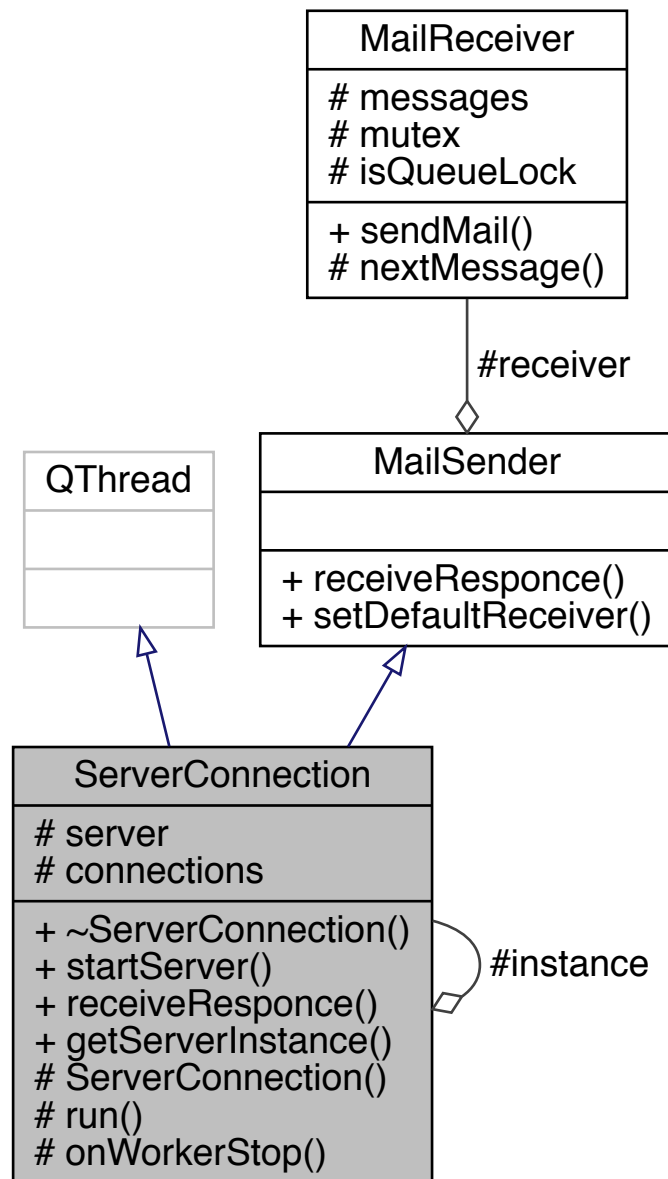 MailReceiver
# messages
# mutex
# isQueueLock
+ sendMail()
# nextMessage()
#receiver
QThread
MailSender
+ receiveResponce()
+ setDefaultReceiver()
ServerConnection
# server
# connections
+ ~ServerConnection()
+ startServer()
+ receiveResponce()
+ getServerInstance()
# ServerConnection()
# run()
# onWorkerStop()
#instance